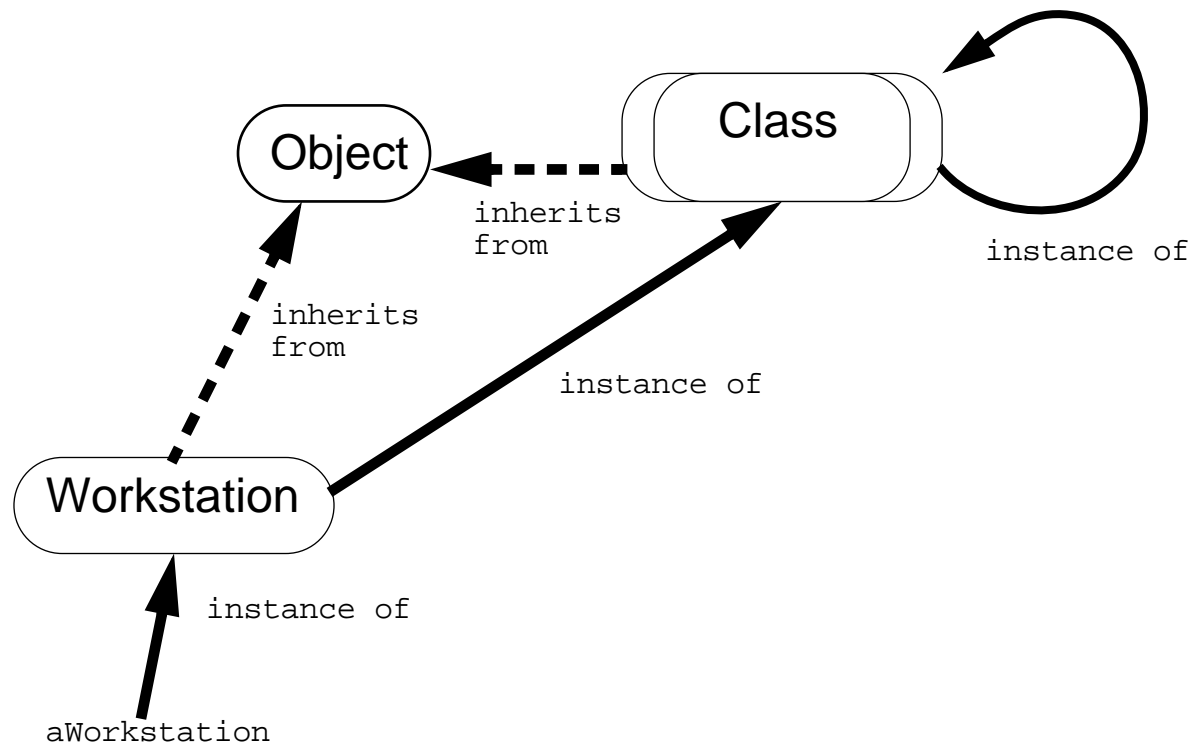 Class
Object
inherits
from
instance of
inherits
from
instance of
Workstation
instance of
aWorkstation